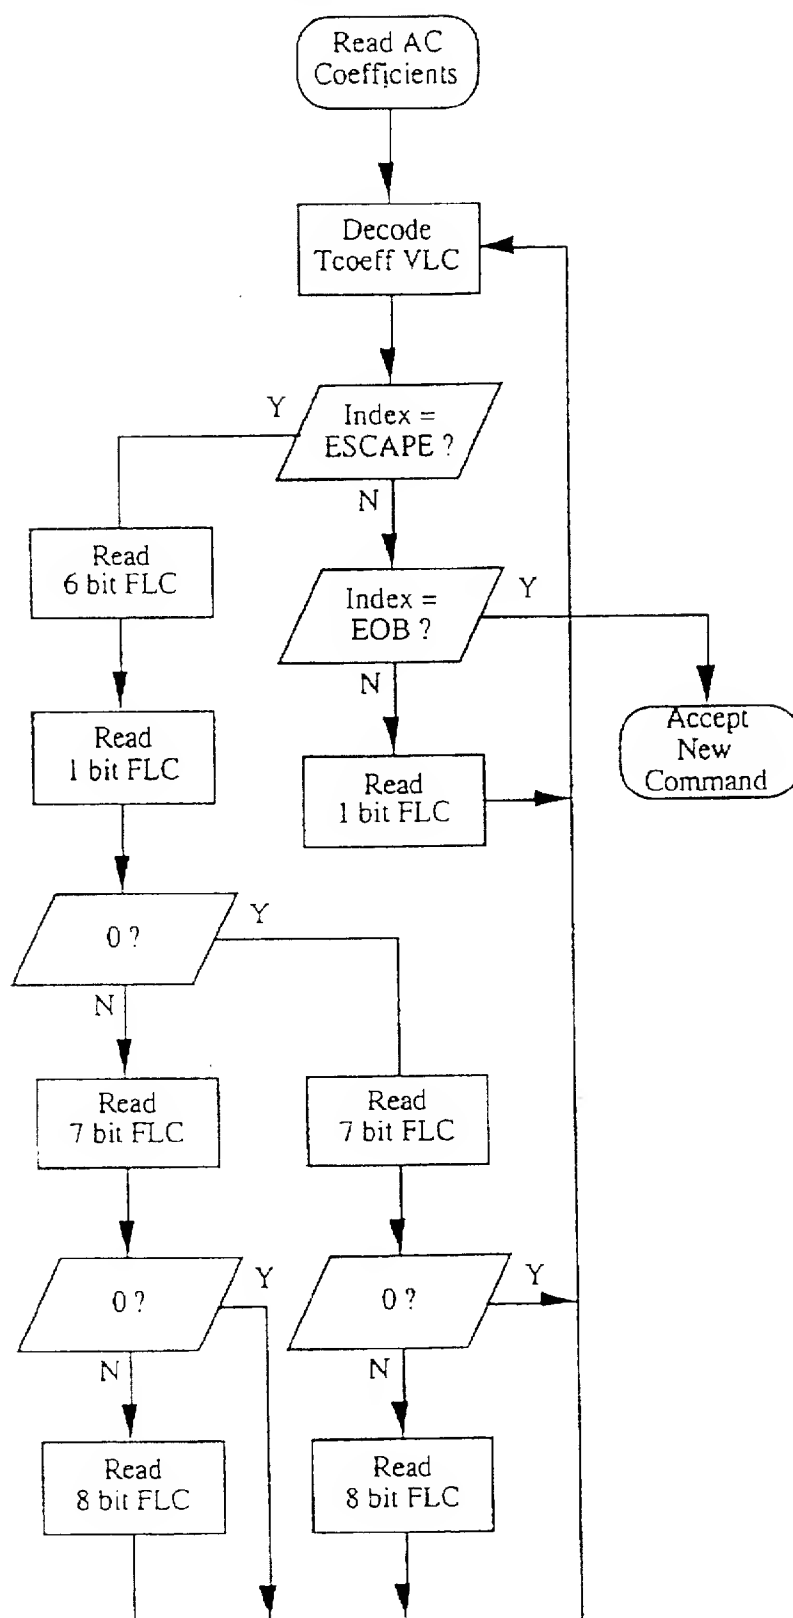 Read AC
Coefficients
Decode
Tcoeff VLC
Index =
ESCAPE ?
Y
N
Read
6 bit FLC
Index =
EOB ?
Y
N
Read
1 bit FLC
Read
1 bit FLC
Accept
New
Command
0 ?
Y
N
Read
7 bit FLC
Read
7 bit FLC
0 ?
Y
N
0 ?
Y
N
Read
8 bit FLC
Read
8 bit FLC